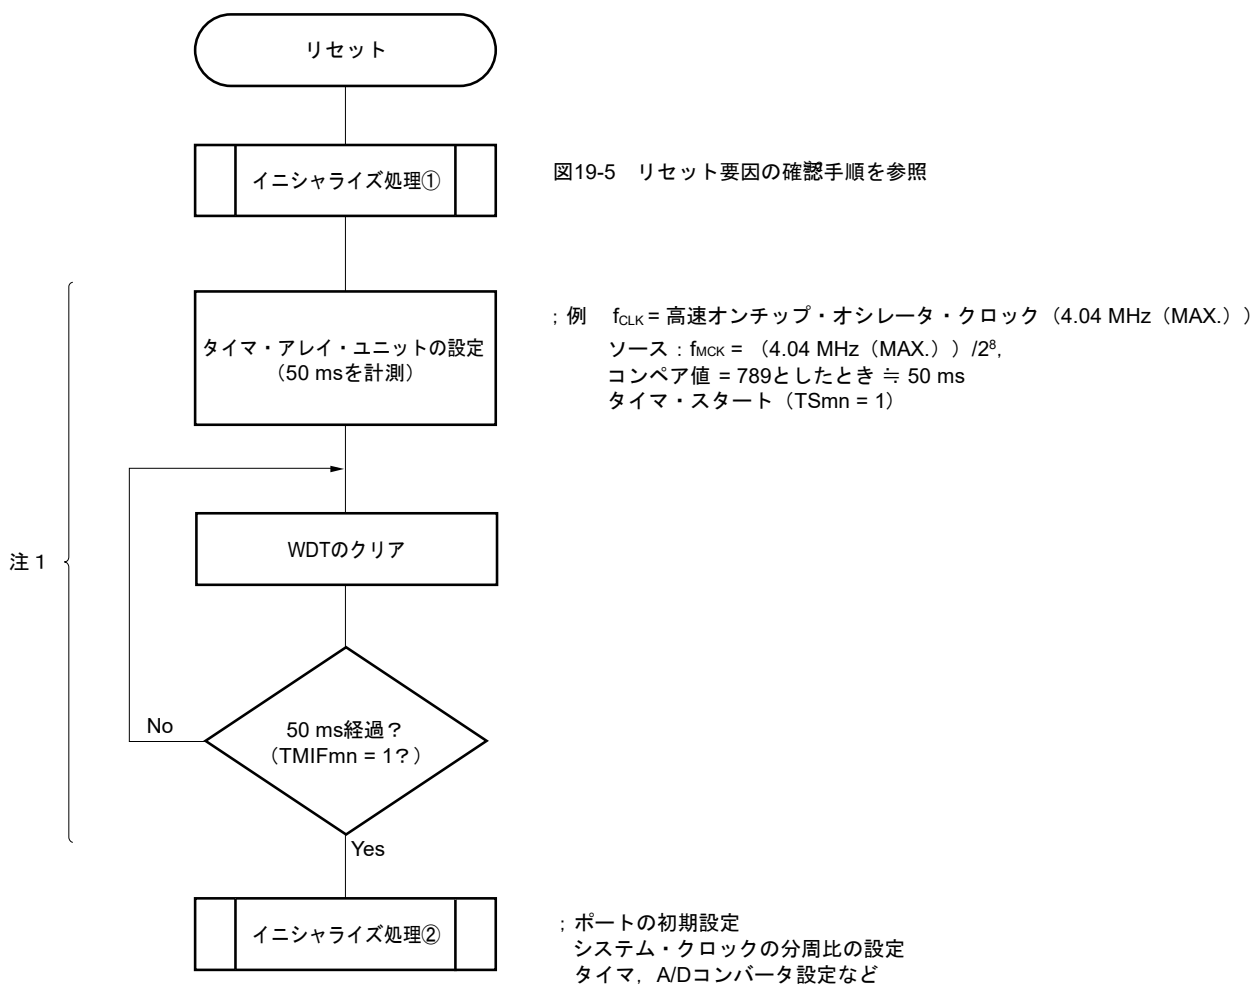 リセット
イニシャライズ処理①
図19-5　リセット要因の確認手順を参照
タイマ・アレイ・ユニットの設定
（50 msを計測）
；例　fCLK = 高速オンチップ・オシレータ・クロック（4.04 MHz（MAX.））
ソース：fMCK = （4.04 MHz（MAX.））/2⁸，
コンペア値 = 789としたとき ≒ 50 ms
タイマ・スタート（TSmn = 1）
注 1
WDTのクリア
No
50 ms経過？
（TMIFmn = 1？）
Yes
イニシャライズ処理②
；ポートの初期設定
システム・クロックの分周比の設定
タイマ，A/Dコンバータ設定など